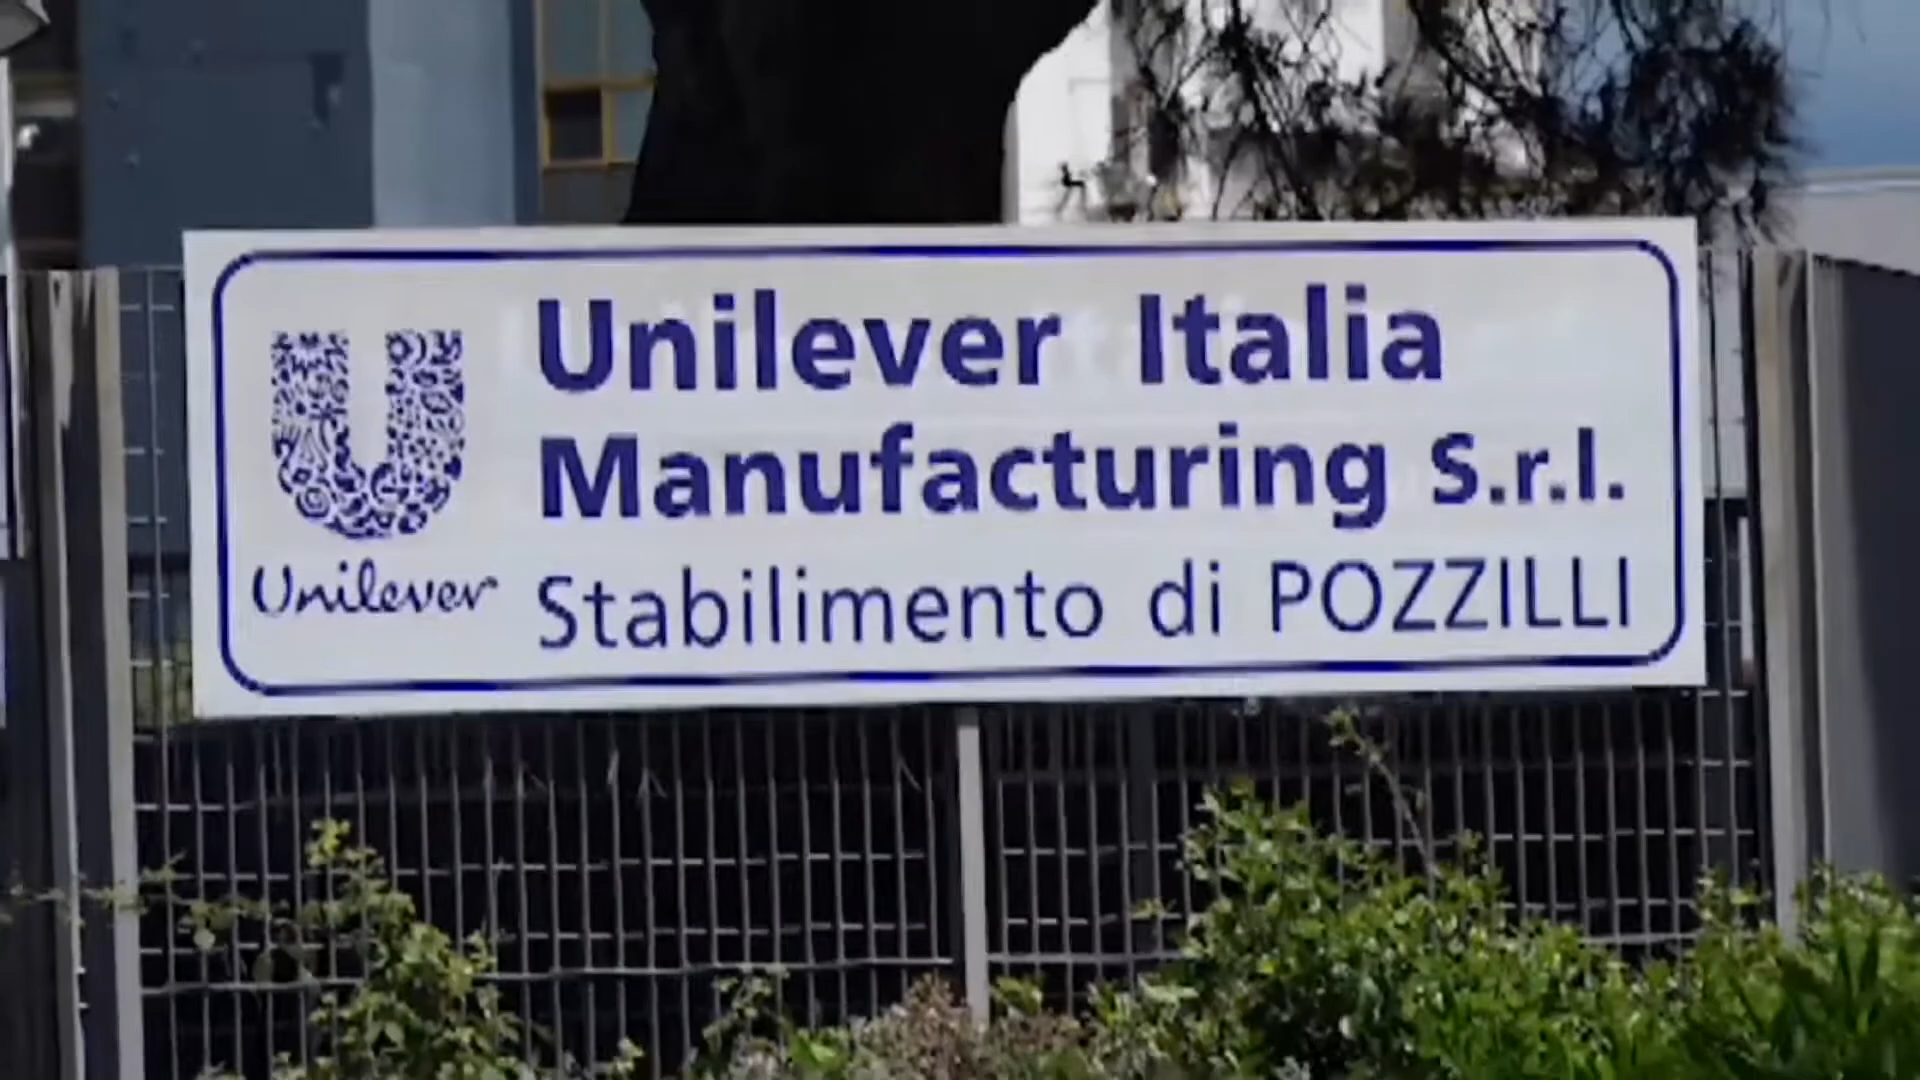 Unilever Italia
Manufacturing S.r.l.
Stabilimento di POZZILLI
Unilever